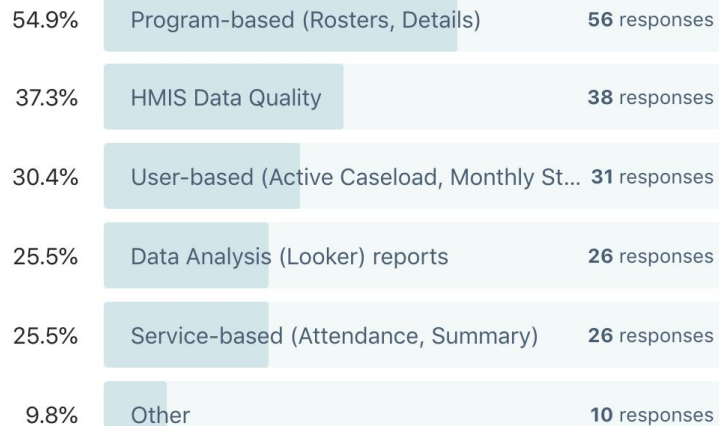 54.9% Program-based (Rosters, Details) 56 responses
37.3% HMIS Data Quality 38 responses
30.4% User-based (Active Caseload, Monthly St... 31 responses
25.5% Data Analysis (Looker) reports 26 responses
25.5% Service-based (Attendance, Summary) 26 responses
9.8% Other 10 responses